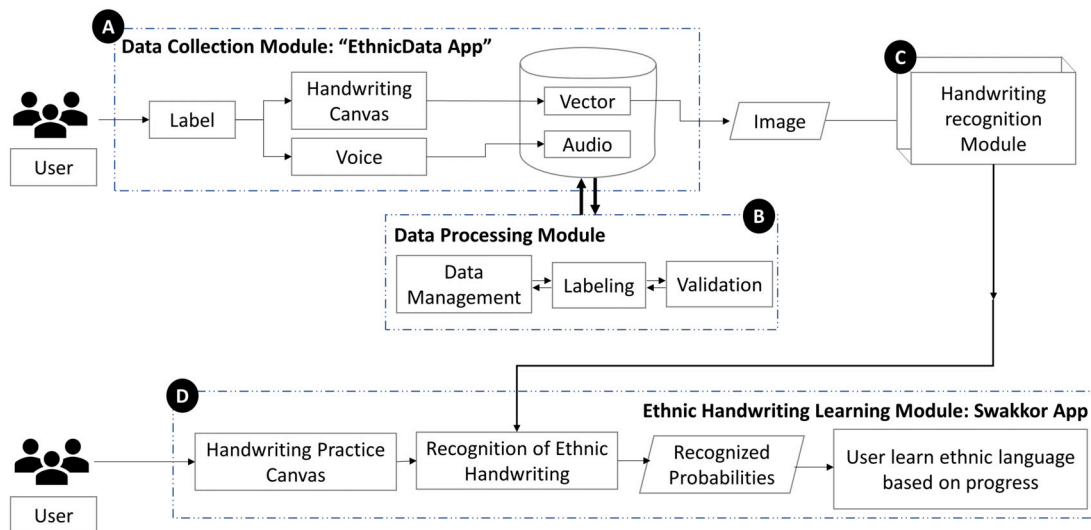 A
Data Collection Module: “EthnicData App”
User
Label
Handwriting
Canvas
Voice
Vector
Audio
Image
C
Handwriting
recognition
Module
B
Data Processing Module
Data
Management
Labeling
Validation
D
Ethnic Handwriting Learning Module: Swakkor App
User
Handwriting Practice
Canvas
Recognition of Ethnic
Handwriting
Recognized
Probabilities
User learn ethnic language
based on progress